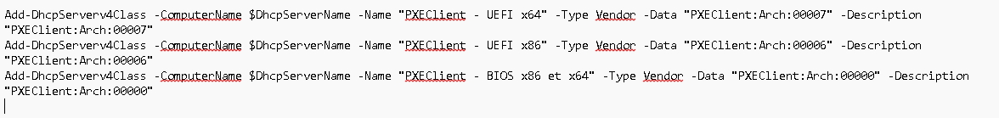 Add-DhcpServerv4Class -ComputerName $DhcpServerName -Name "PXEClient - UEFI x64" -Type Vendor -Data "PXEClient:Arch:00007" -Description
"PXEClient:Arch:00007"
Add-DhcpServerv4Class -ComputerName $DhcpServerName -Name "PXEClient - UEFI x86" -Type Vendor -Data "PXEClient:Arch:00006" -Description
"PXEClient:Arch:00006"
Add-DhcpServerv4Class -ComputerName $DhcpServerName -Name "PXEClient - BIOS x86 et x64" -Type Vendor -Data "PXEClient:Arch:00000" -Description
"PXEClient:Arch:00000"